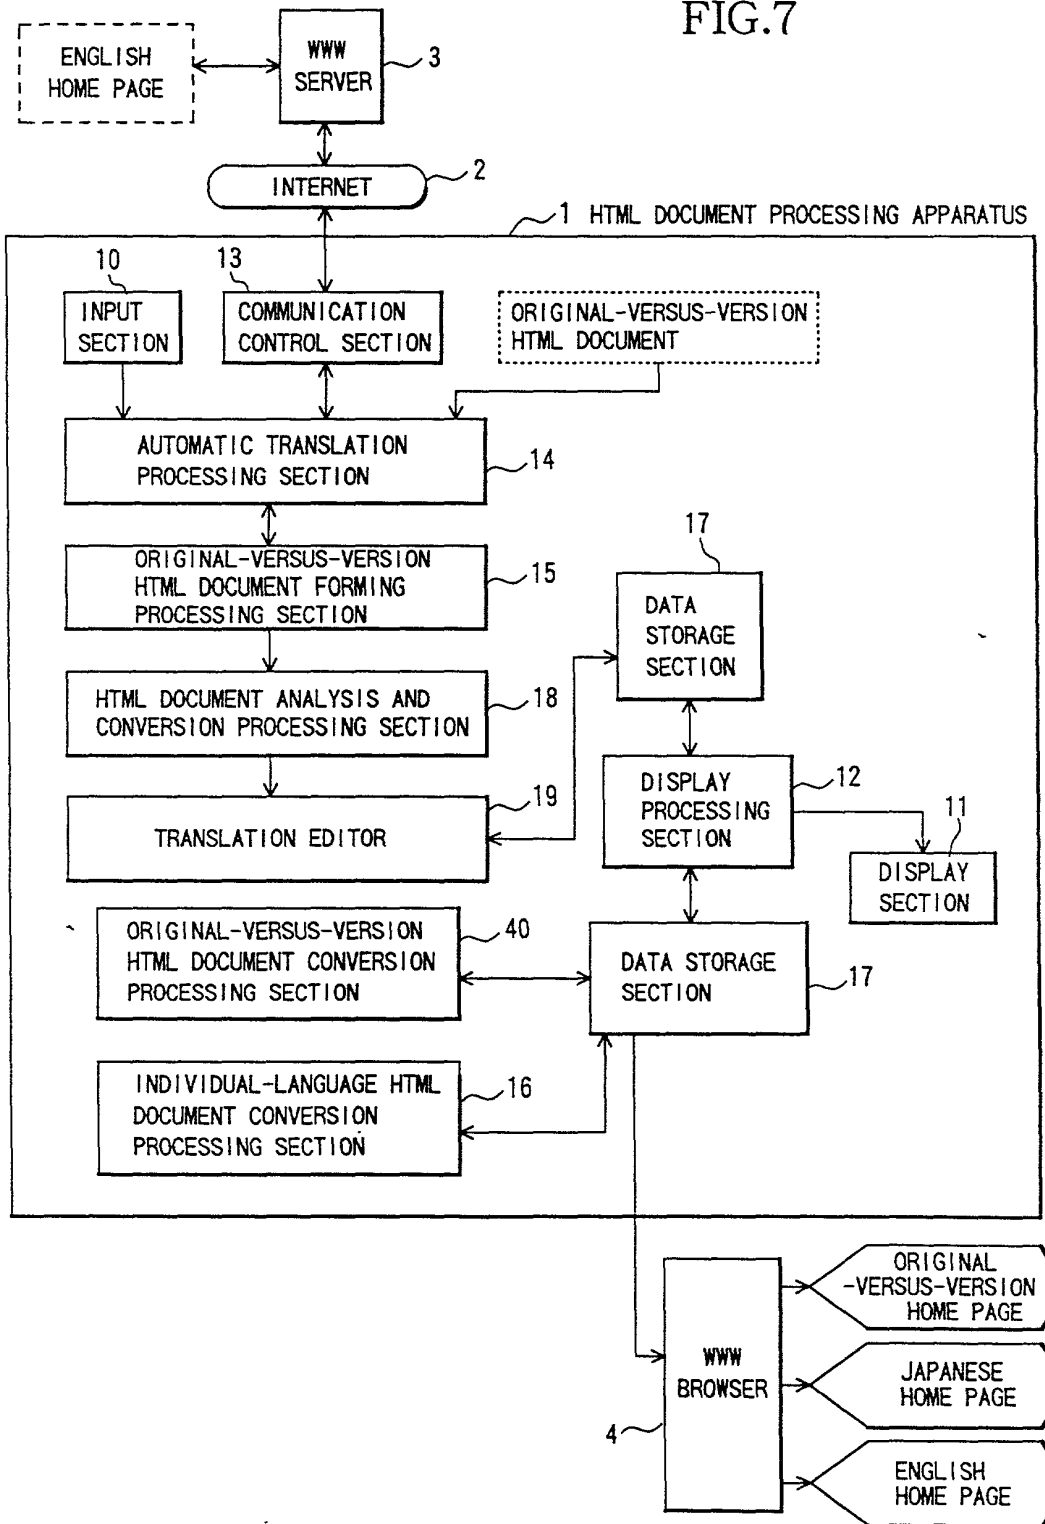 FIG.7
ENGLISH
HOME PAGE
WWW
SERVER
3
INTERNET
2
1 HTML DOCUMENT PROCESSING APPARATUS
10
13
INPUT
SECTION
COMMUNICATION
CONTROL SECTION
ORIGINAL-VERSUS-VERSION
HTML DOCUMENT
AUTOMATIC TRANSLATION
PROCESSING SECTION
14
ORIGINAL-VERSUS-VERSION
HTML DOCUMENT FORMING
PROCESSING SECTION
15
17
DATA
STORAGE
SECTION
HTML DOCUMENT ANALYSIS AND
CONVERSION PROCESSING SECTION
18
DISPLAY
PROCESSING
SECTION
12
TRANSLATION EDITOR
19
11
DISPLAY
SECTION
ORIGINAL-VERSUS-VERSION
HTML DOCUMENT CONVERSION
PROCESSING SECTION
40
DATA STORAGE
SECTION
17
INDIVIDUAL-LANGUAGE HTML
DOCUMENT CONVERSION
PROCESSING SECTION
16
WWW
BROWSER
4
ORIGINAL
-VERSUS-VERSION
HOME PAGE
JAPANESE
HOME PAGE
ENGLISH
HOME PAGE